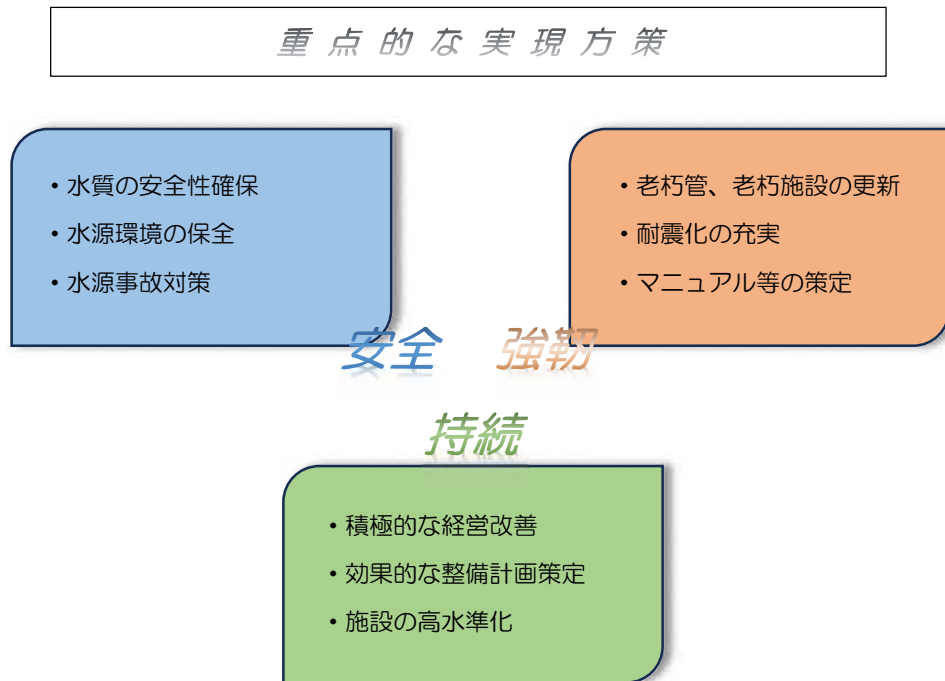 重点的な実現方策
・水質の安全性確保
・水源環境の保全
・水源事故対策
・老朽管、老朽施設の更新
・耐震化の充実
・マニュアル等の策定
安全
強靭
持続
・積極的な経営改善
・効果的な整備計画策定
・施設の高水準化